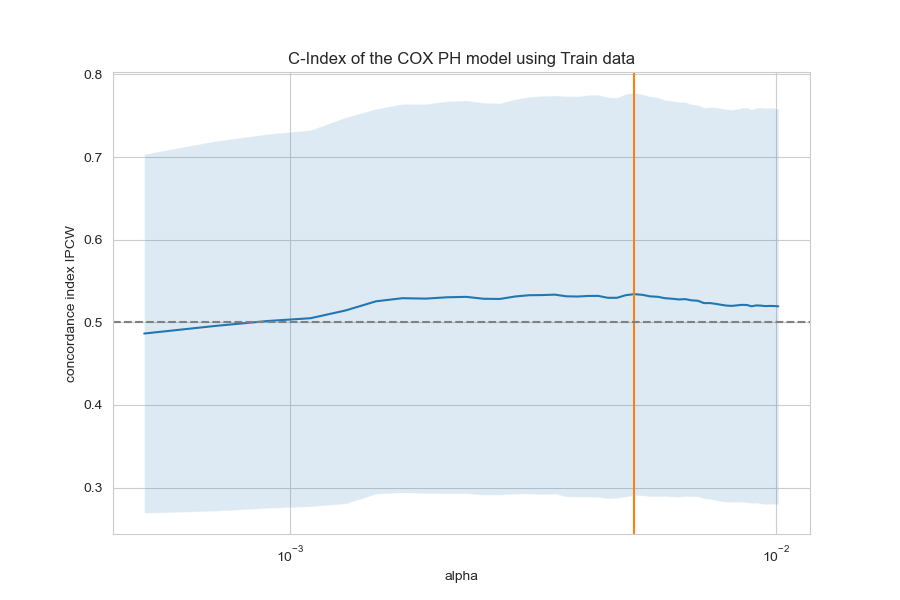 C-Index of the COX PH model using Train data
concordance index IPCW
0.8
0.7
0.6
0.5
0.4
0.3
10⁻³
10⁻²
alpha